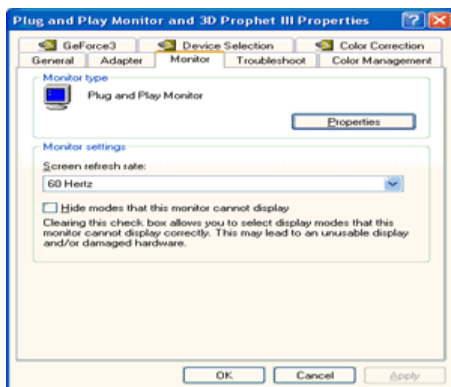 Plug and Play Monitor and 3D Prophet III Properties
GeForce3 Device Selection Color Correction
General Adapter Monitor Troubleshoot Color Management
Monitor type
Plug and Play Monitor
Properties
Monitor settings
Screen refresh rate:
60 Hertz
Hide modes that this monitor cannot display
Clearing this check box allows you to select display modes that this
monitor cannot display correctly. This may lead to an unusable display
and/or damaged hardware.
OK Cancel Apply